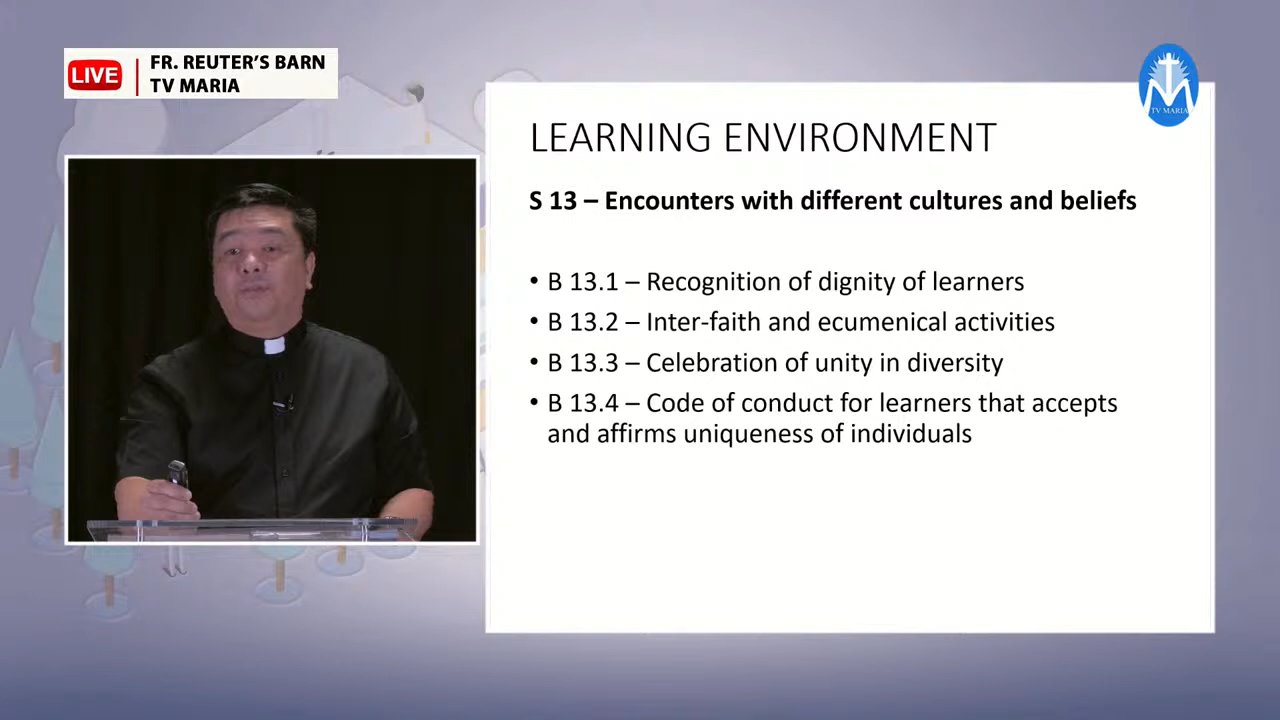 LIVE
FR. REUTER'S BARN
TV MARIA
TV MARIA
LEARNING ENVIRONMENT
S 13 – Encounters with different cultures and beliefs
• B 13.1 – Recognition of dignity of learners
• B 13.2 – Inter-faith and ecumenical activities
• B 13.3 – Celebration of unity in diversity
• B 13.4 – Code of conduct for learners that accepts
and affirms uniqueness of individuals